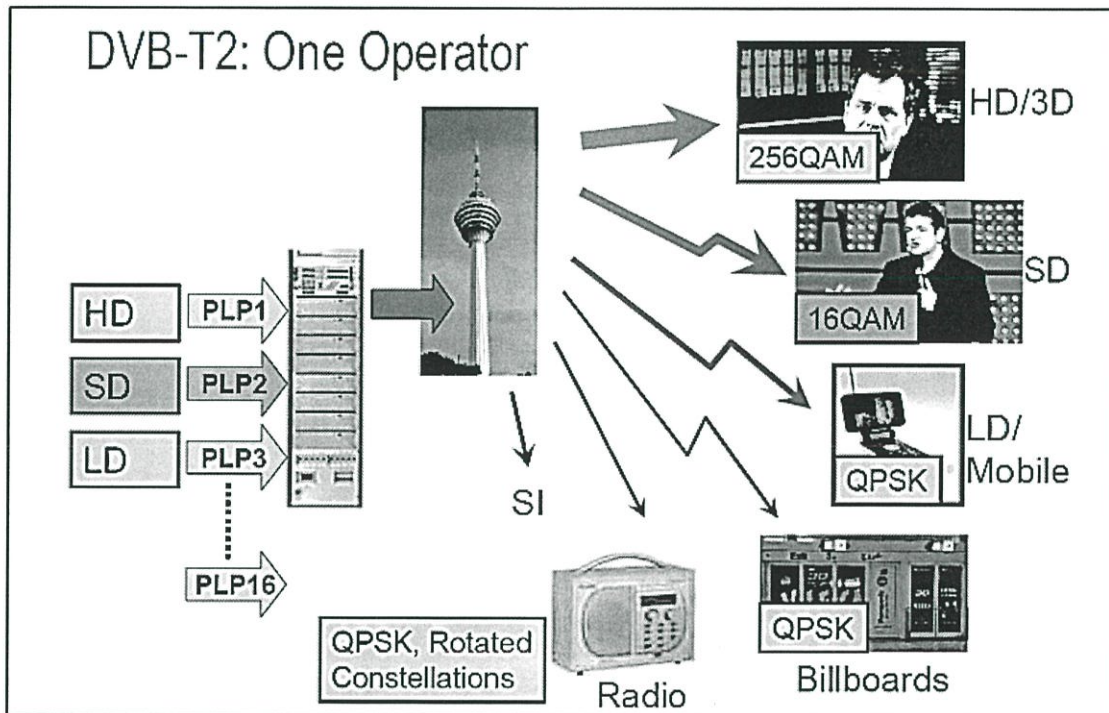 DVB-T2: One Operator
HD/3D
256QAM
SD
16QAM
HD
PLP1
SD
PLP2
LD
PLP3
PLP16
LD/
Mobile
QPSK
SI
QPSK, Rotated
Constellations
Radio
QPSK
Billboards